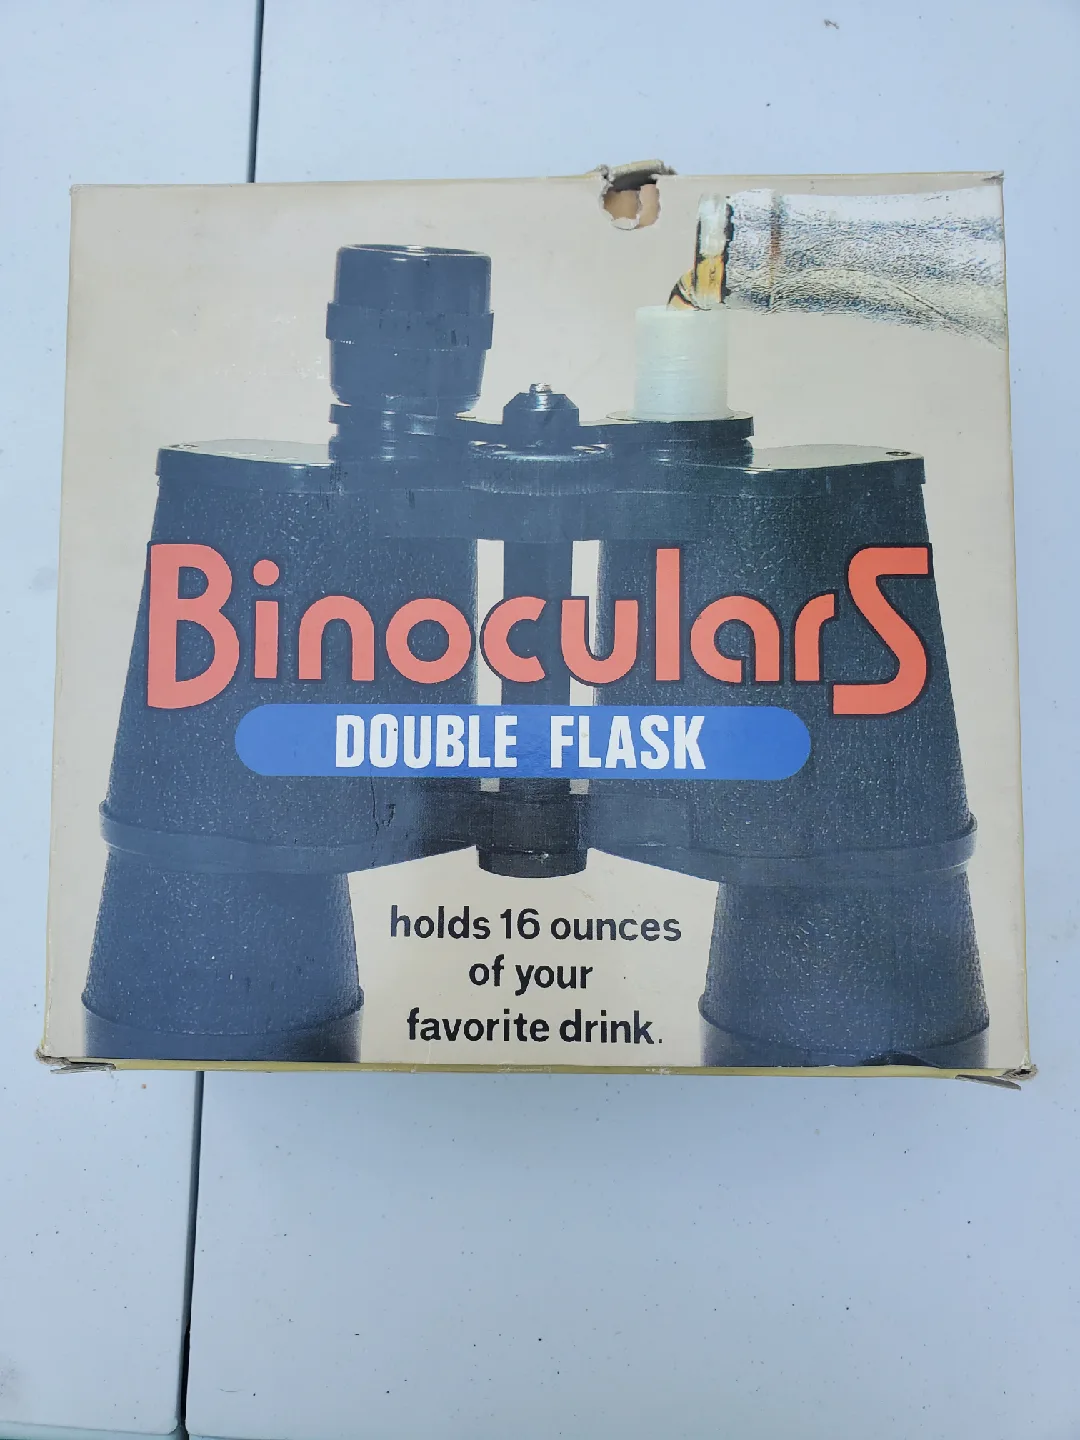 BinocularS
DOUBLE FLASK
holds 16 ounces
of your
favorite drink.